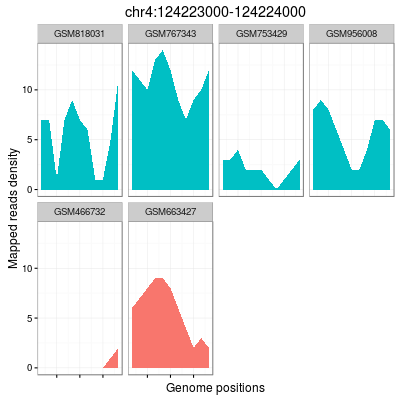 chr4:124223000-124224000
GSM818031 GSM767343 GSM753429 GSM956008
10
5
0
GSM466732 GSM663427
10
5
0
Mapped reads density
Genome positions